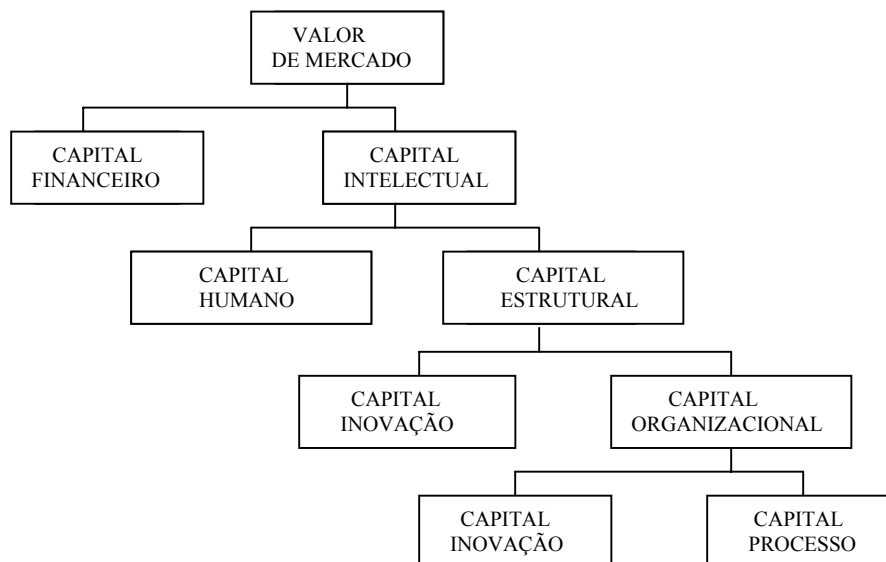 VALOR
DE MERCADO
CAPITAL
FINANCEIRO
CAPITAL
INTELECTUAL
CAPITAL
HUMANO
CAPITAL
ESTRUTURAL
CAPITAL
INOVAÇÃO
CAPITAL
ORGANIZACIONAL
CAPITAL
INOVAÇÃO
CAPITAL
PROCESSO